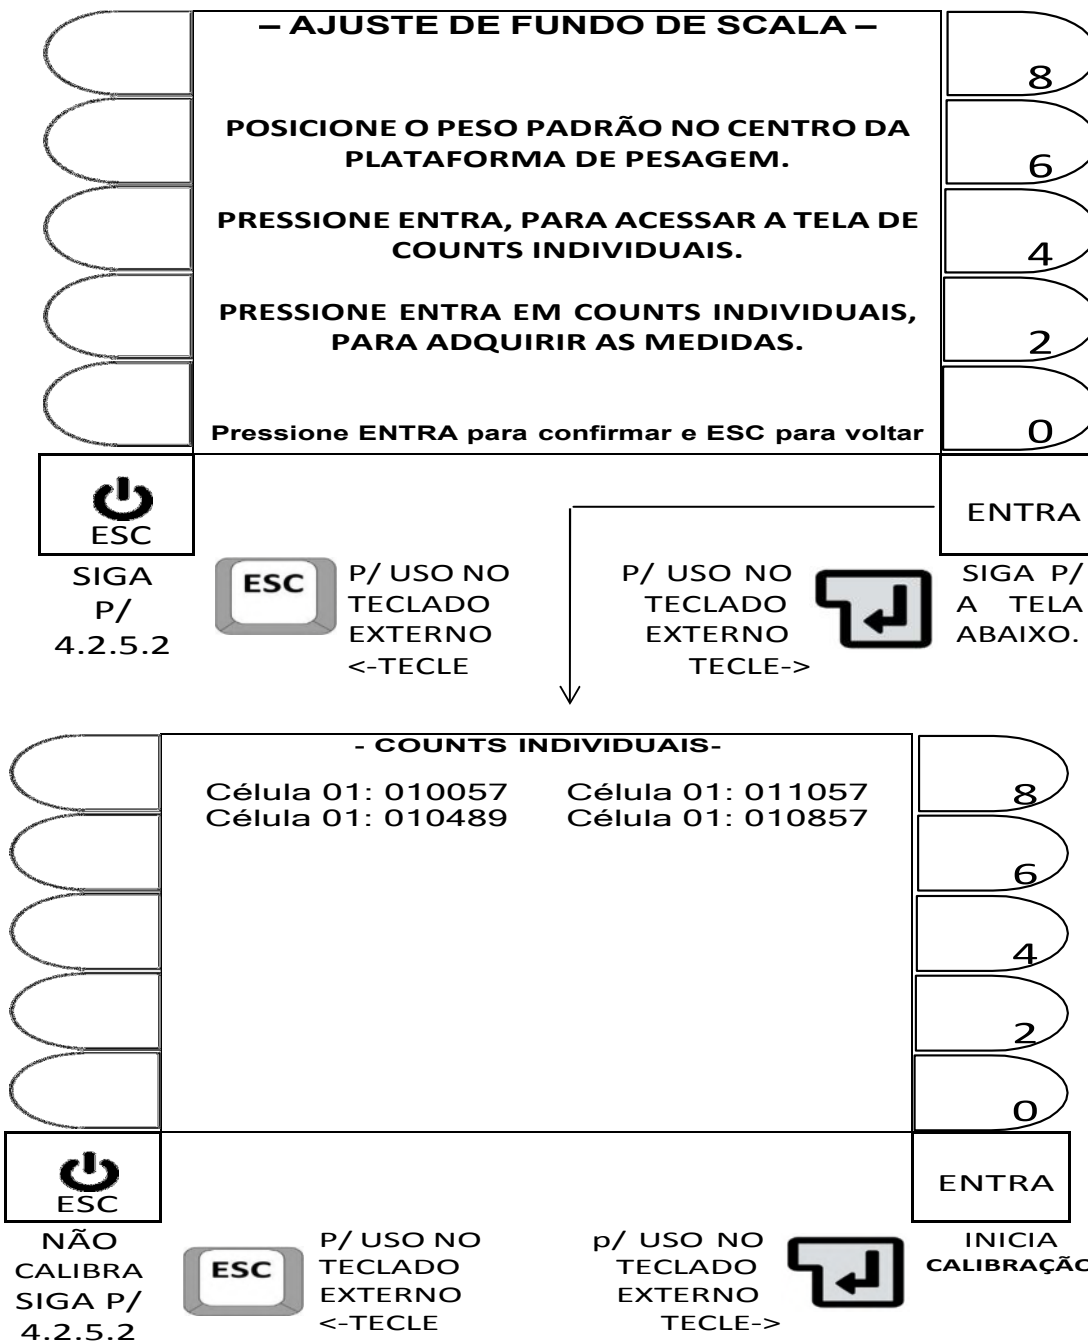 – AJUSTE DE FUNDO DE SCALA –
8
POSICIONE O PESO PADRÃO NO CENTRO DA
PLATAFORMA DE PESAGEM.
6
PRESSIONE ENTRA, PARA ACESSAR A TELA DE
COUNTS INDIVIDUAIS.
4
PRESSIONE ENTRA EM COUNTS INDIVIDUAIS,
PARA ADQUIRIR AS MEDIDAS.
2
Pressione ENTRA para confirmar e ESC para voltar
0
ESC
ENTRA
SIGA
P/
4.2.5.2
ESC
P/ USO NO
TECLADO
EXTERNO
<-TECLE
P/ USO NO
TECLADO
EXTERNO
TECLE->
SIGA P/
A TELA
ABAIXO.
- COUNTS INDIVIDUAIS-
Célula 01: 010057 Célula 01: 011057
Célula 01: 010489 Célula 01: 010857
8
6
4
2
0
ESC
ENTRA
NÃO
CALIBRA
SIGA P/
4.2.5.2
ESC
P/ USO NO
TECLADO
EXTERNO
<-TECLE
p/ USO NO
TECLADO
EXTERNO
TECLE->
INICIA
CALIBRAÇÃO